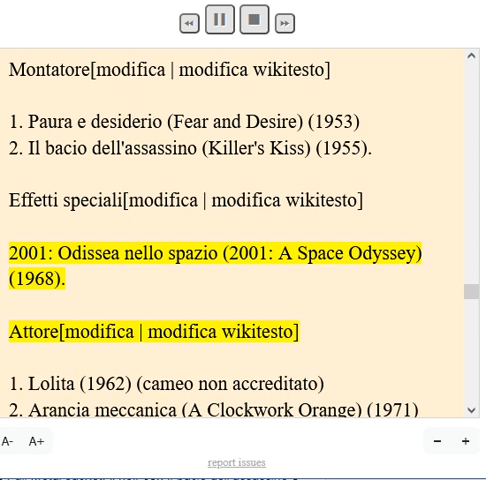 Montatore[modifica | modifica wikitesto]
1. Paura e desiderio (Fear and Desire) (1953)
2. Il bacio dell'assassino (Killer's Kiss) (1955).
Effetti speciali[modifica | modifica wikitesto]
2001: Odissea nello spazio (2001: A Space Odyssey)
(1968).
Attore[modifica | modifica wikitesto]
1. Lolita (1962) (cameo non accreditato)
2. Arancia meccanica (A Clockwork Orange) (1971)
A- A+ − +
report issues